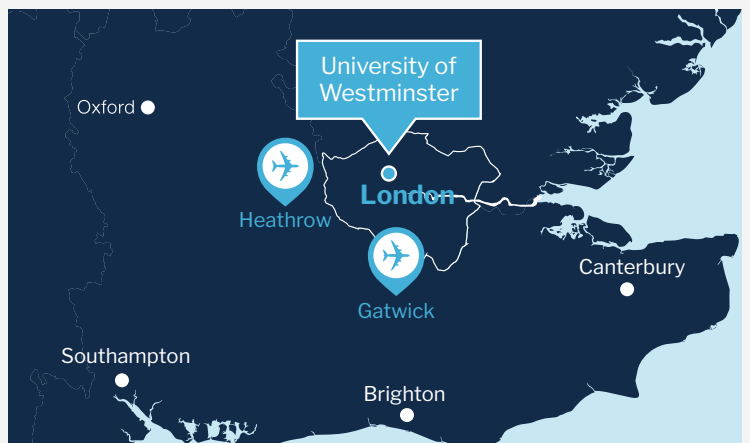 University of
Westminster
Oxford
London
Heathrow
Canterbury
Gatwick
Southampton
Brighton